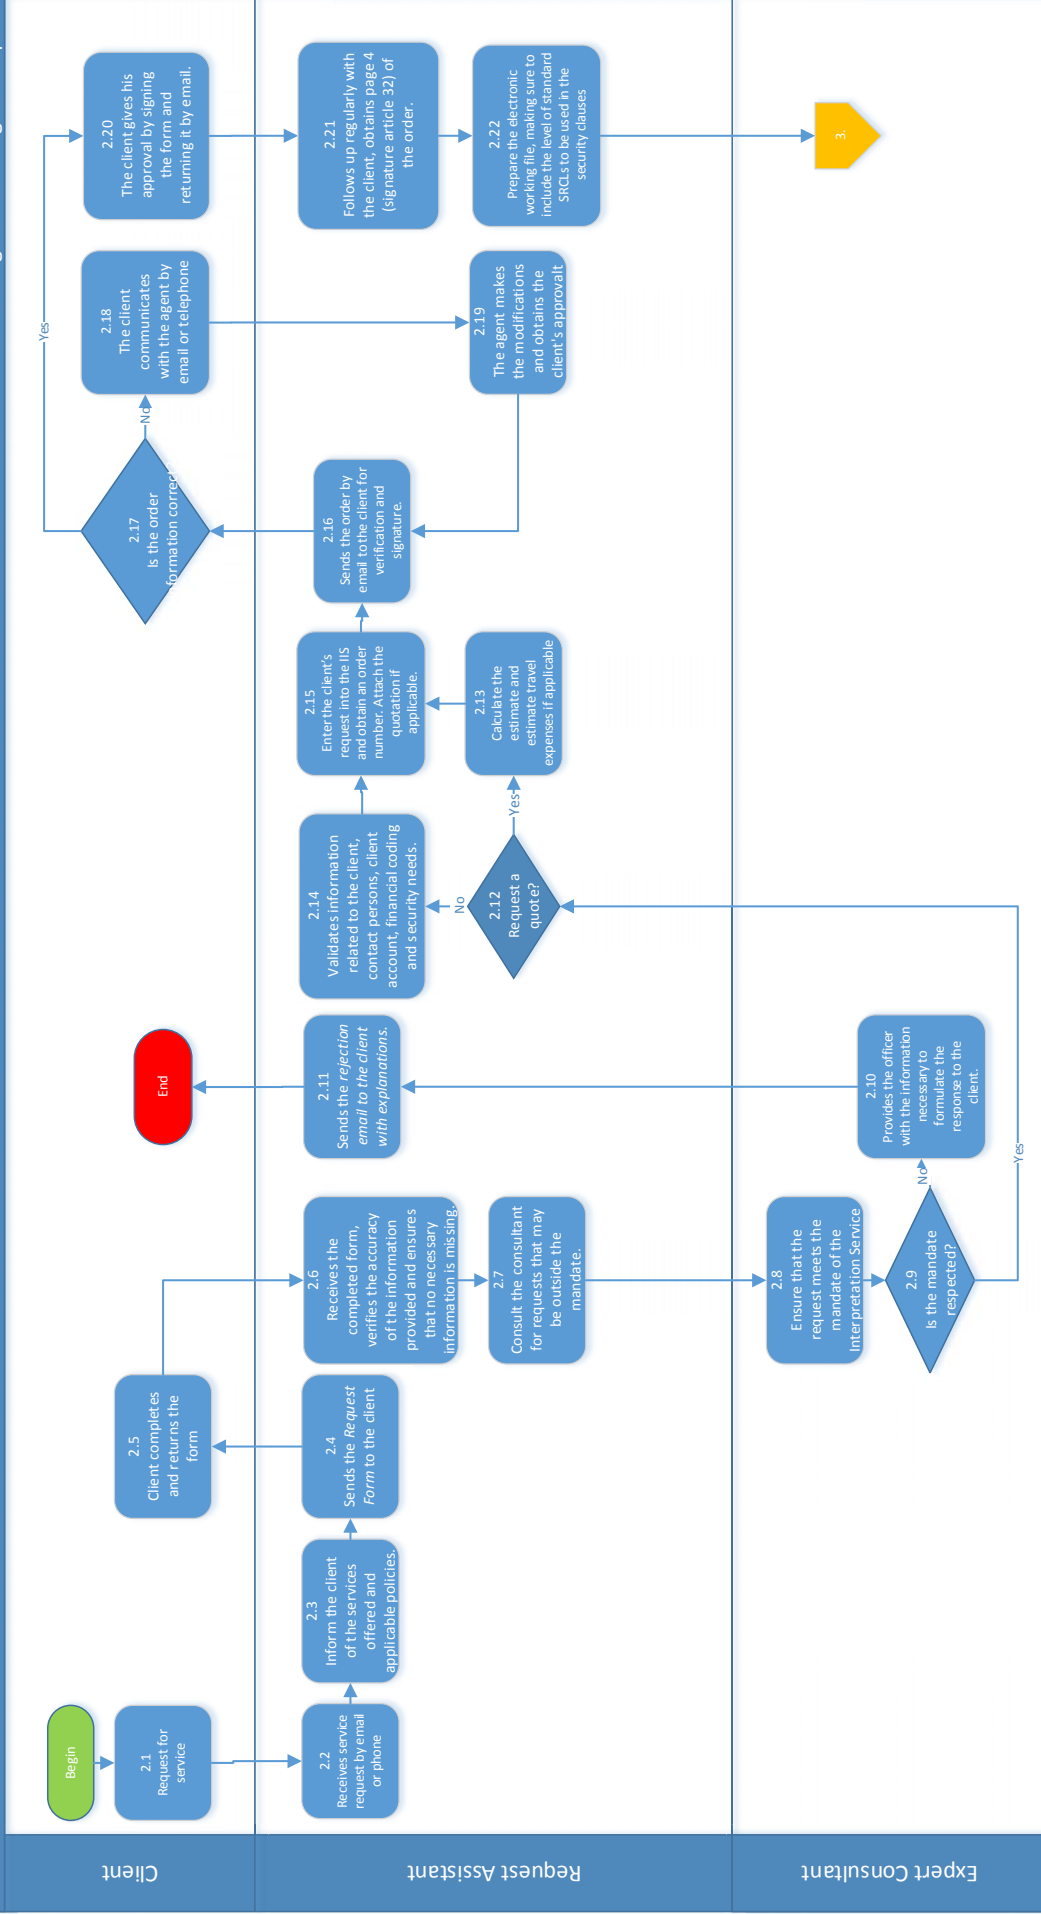 Client
Request Assistant
Expert Consultant
Begin
2.1
Request for
service
2.2
Receives service
request by email
or phone
2.3
Inform the client
of the services
offered and
applicable policies.
2.4
Sends the Request
Form to the client
2.5
Client completes
and returns the
form
2.6
Receives the
completed form,
verifies the accuracy
of the information
provided and ensures
that no necessary
information is missing.
2.7
Consult the consultant
for requests that may
be outside the
mandate.
2.8
Ensure that the
request meets the
mandate of the
Interpretation Service
2.9
Is the mandate
respected?
No
Yes
2.10
Provides the officer
with the information
necessary to
formulate the
response to the
client.
2.11
Sends the rejection
email to the client
with explanations.
End
2.12
Request a
quote?
No
Yes
2.13
Calculate the
estimate and
estimate travel
expenses if applicable
2.14
Validates information
related to the client,
contact persons, client
account, financial coding
and security needs.
2.15
Enter the client's
request into the IIS
and obtain an order
number. Attach the
quotation if
applicable.
2.16
Sends the order by
email to the client for
verification and
signature.
2.17
Is the order
formation correc
No
Yes
2.18
The client
communicates
with the agent by
email or telephone
2.19
The agent makes
the modifications
and obtains the
client's approvalt
2.20
The client gives his
approval by signing
the form and
returning it by email.
2.21
Follows up regularly with
the client, obtains page 4
(signature article 32) of
the order.
2.22
Prepare the electronic
working file, making sure to
include the level of standard
SRCLs to be used in the
security clauses
3.